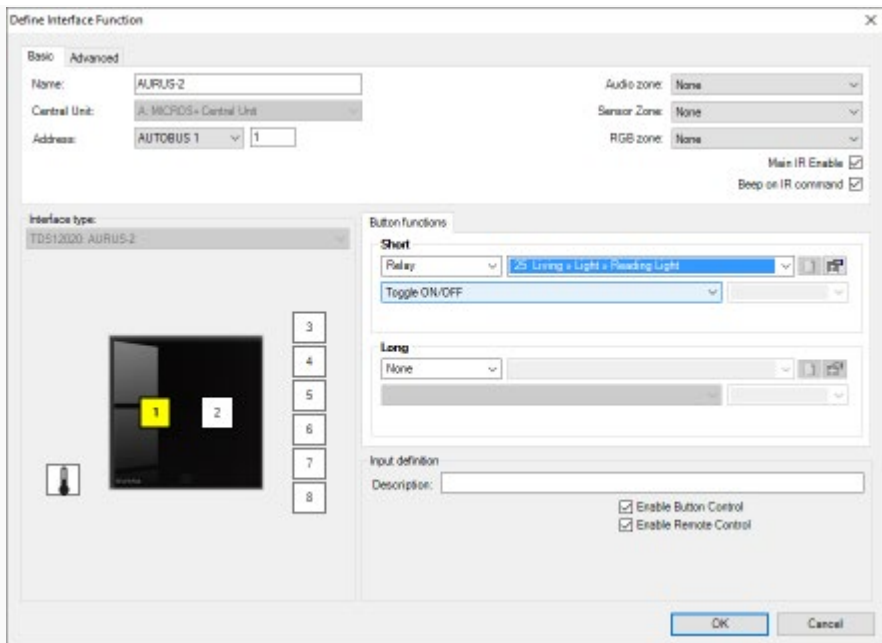 Define Interface Function
Basic Advanced
Name: AURUS-2
Audio zone: None
Central Unit: A: MICROS+ Central Unit
Sensor Zone: None
Address: AUTOBUS 1 1
RGB zone: None
Main IR Enable
Beep on IR command
Interface type:
TDS12020 AURUS-2
Button functions
Short
Relay 25 Living » Light » Reading Light
Toggle ON/OFF
Long
None
1
2
3
4
5
6
7
8
Input definition
Description:
Enable Button Control
Enable Remote Control
OK Cancel